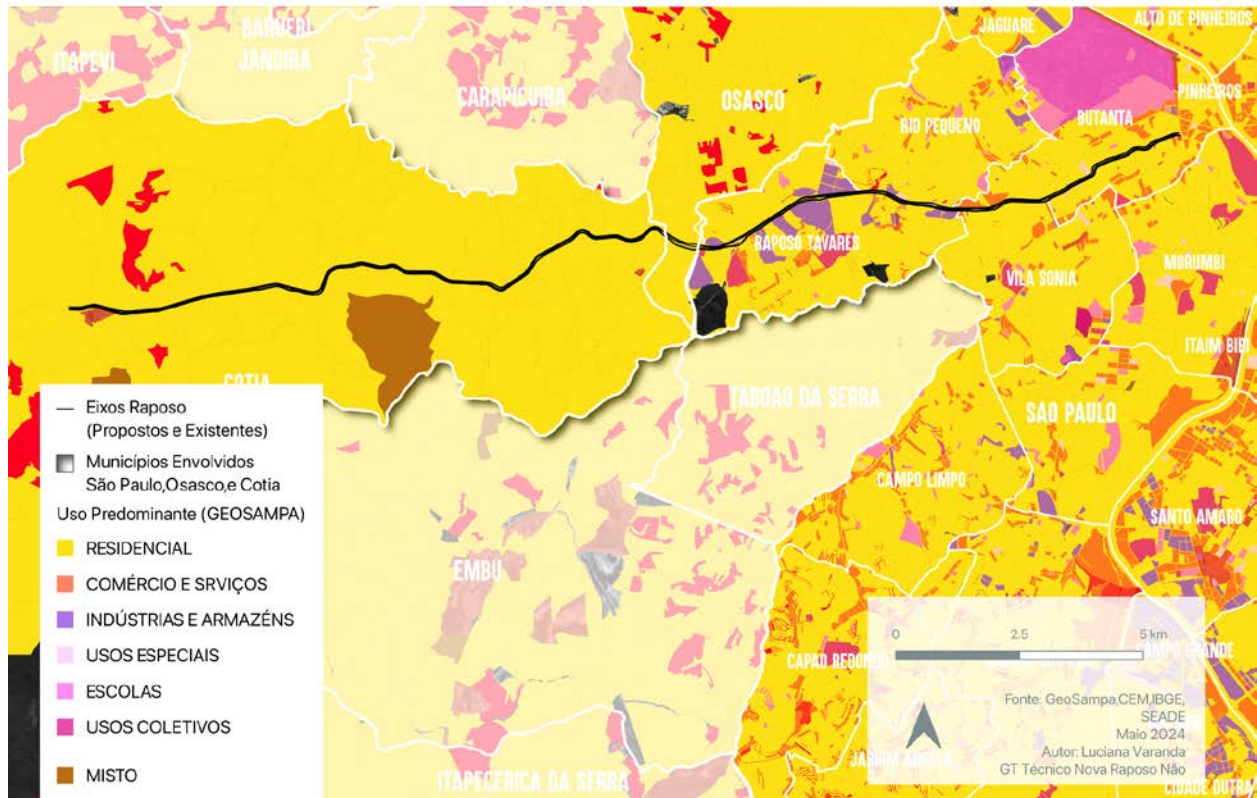 BARUERI
JANDIRA
ITAPEVI
CARAPICUIBA
OSASCO
JAGUARE
ALTO DE PINHEIROS
PINHEIROS
RIO PEQUENO
BUTANTA
RAPOSO TAVARES
VILA SONIA
MORUMBI
ITAIM BIBI
COTIA
TABOAO DA SERRA
SAO PAULO
CAMPO LIMPO
SANTO AMARO
EMBU
CAPAO REDONDO
CAMPO GRANDE
JARDIM ANGELA
ITAPECERICA DA SERRA
CIDADE DUTRA
Eixos Raposo
(Propostos e Existentes)
Municípios Envolvidos
São Paulo,Osasco,e Cotia
Uso Predominante (GEOSAMPA)
RESIDENCIAL
COMÉRCIO E SRVIÇOS
INDÚSTRIAS E ARMAZÉNS
USOS ESPECIAIS
ESCOLAS
USOS COLETIVOS
MISTO
0 2.5 5 km
Fonte: GeoSampa,CEM,IBGE,
SEADE
Maio 2024
Autor: Luciana Varanda
GT Técnico Nova Raposo Não